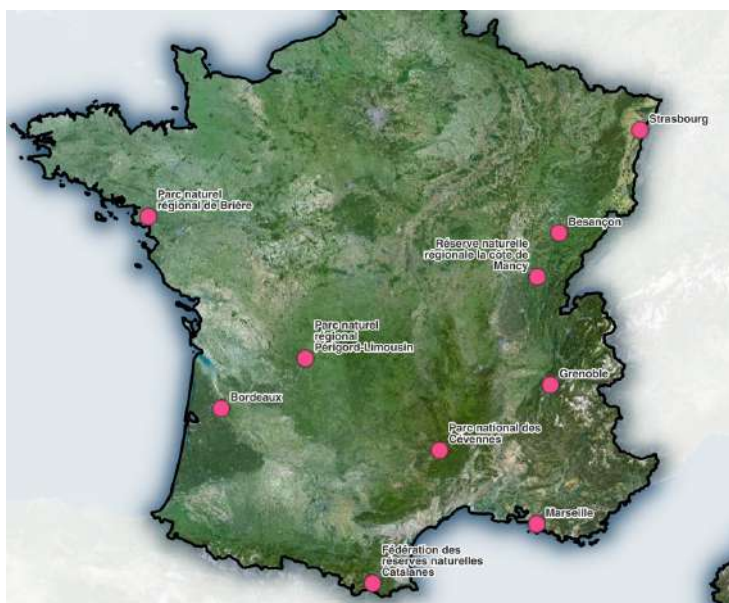 Strasbourg
Parc naturel
régional de Brière
Besançon
Réserve naturelle
régionale la côte de
Mancy
Parc naturel
régional
Périgord-Limousin
Grenoble
Bordeaux
Parc national des
Cévennes
Marseille
Fédération des
réserves naturelles
Catalanes